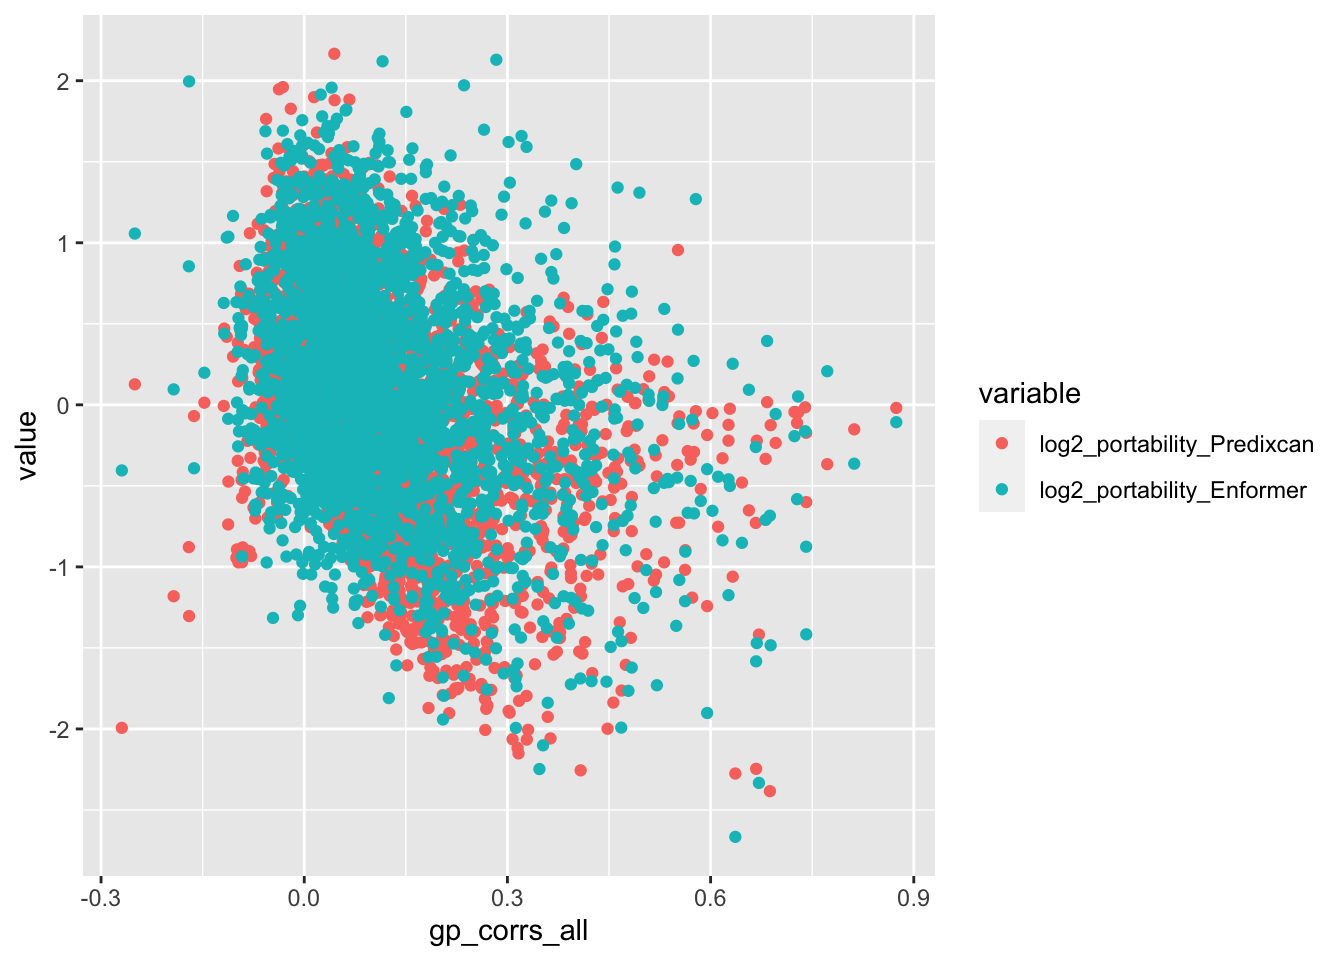 2
1
0
-1
-2
value
-0.3
0.0
0.3
0.6
0.9
gp_corrs_all
variable
log2_portability_Predixcan
log2_portability_Enformer